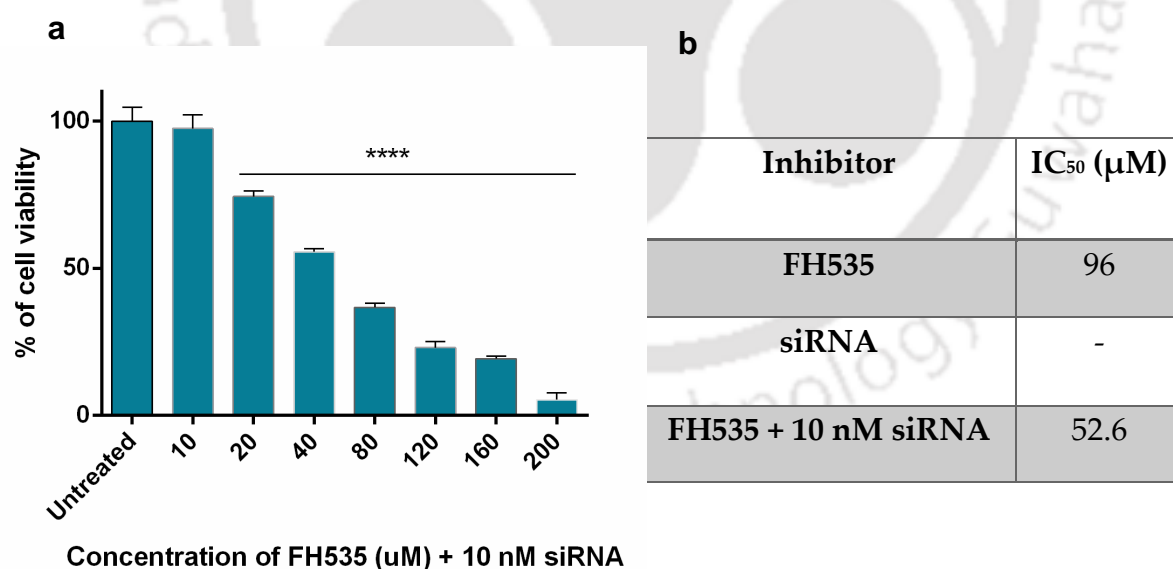 a
% of cell viability
100
50
0
****
Untreated
10
20
40
80
120
160
200
Concentration of FH535 (uM) + 10 nM siRNA
b
Inhibitor IC₅₀ (μM)
FH535 96
siRNA -
FH535 + 10 nM siRNA 52.6